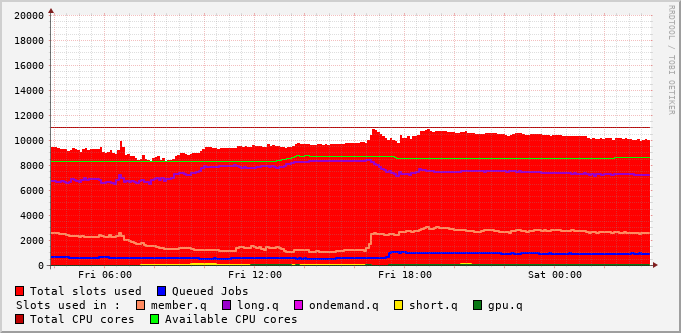 RRDTOOL / TOBI OETIKER
20000
18000
16000
14000
12000
10000
8000
6000
4000
2000
0
Fri 06:00 Fri 12:00 Fri 18:00 Sat 00:00
Total slots used Queued Jobs
Slots used in : member.q long.q ondemand.q short.q gpu.q
Total CPU cores Available CPU cores